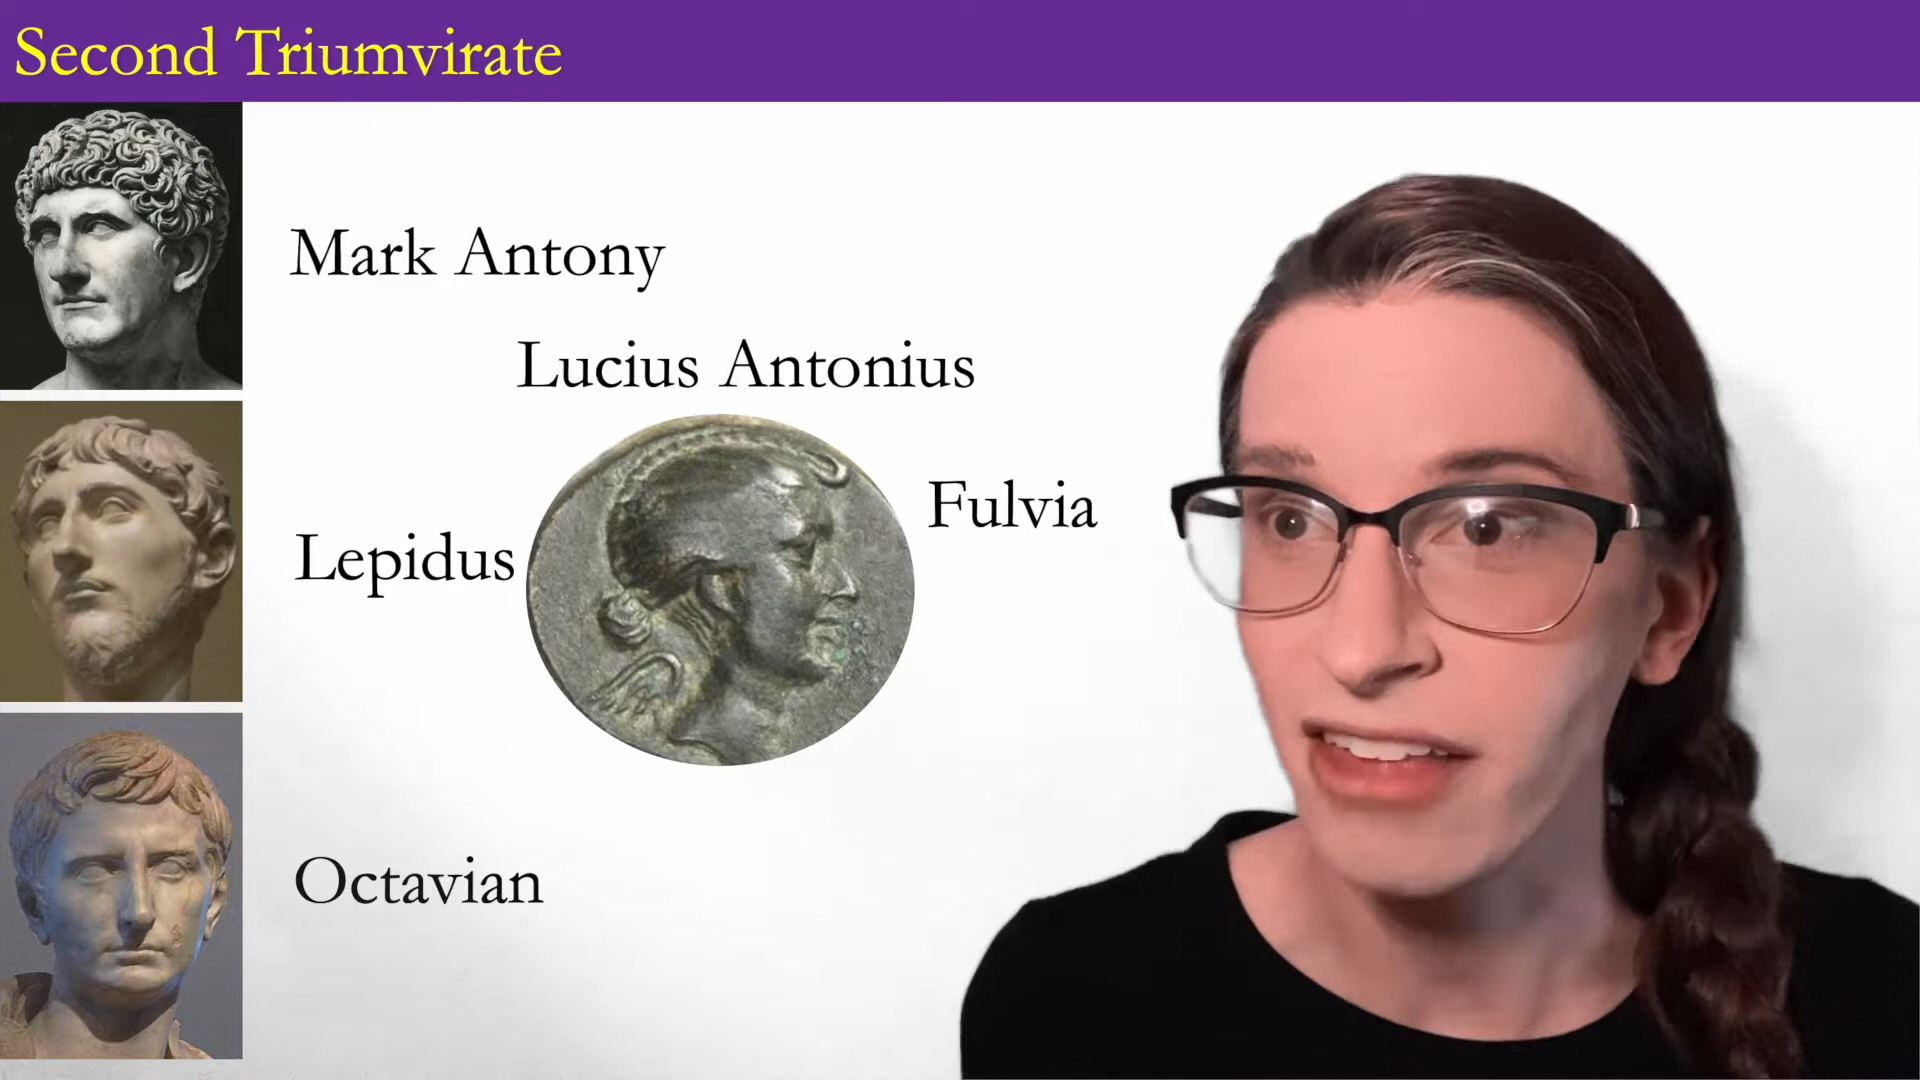 Second Triumvirate
Mark Antony
Lucius Antonius
Fulvia
Lepidus
Octavian